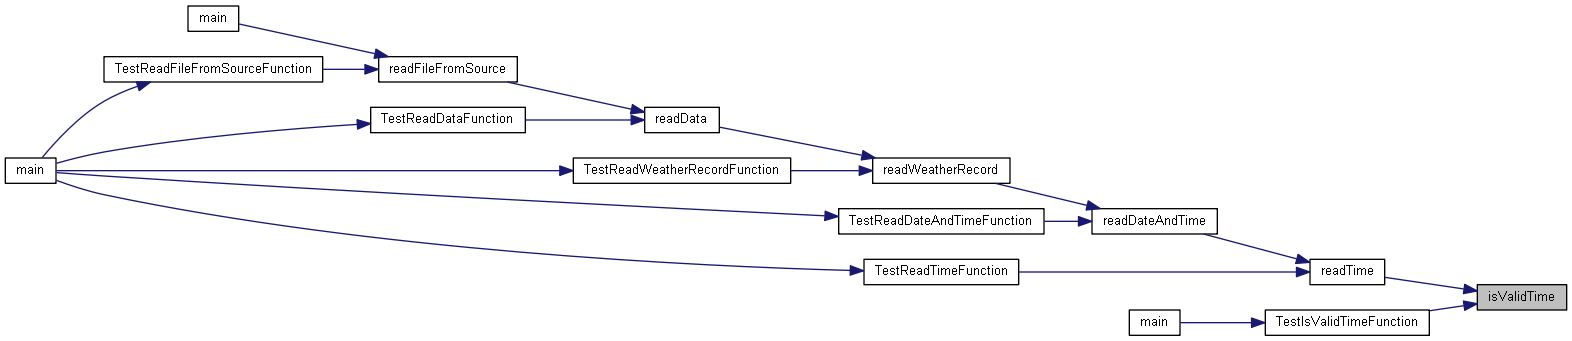 main
TestReadFileFromSourceFunction
readFileFromSource
TestReadDataFunction
readData
main
TestReadWeatherRecordFunction
readWeatherRecord
TestReadDateAndTimeFunction
readDateAndTime
TestReadTimeFunction
readTime
isValidTime
main
TestIsValidTimeFunction